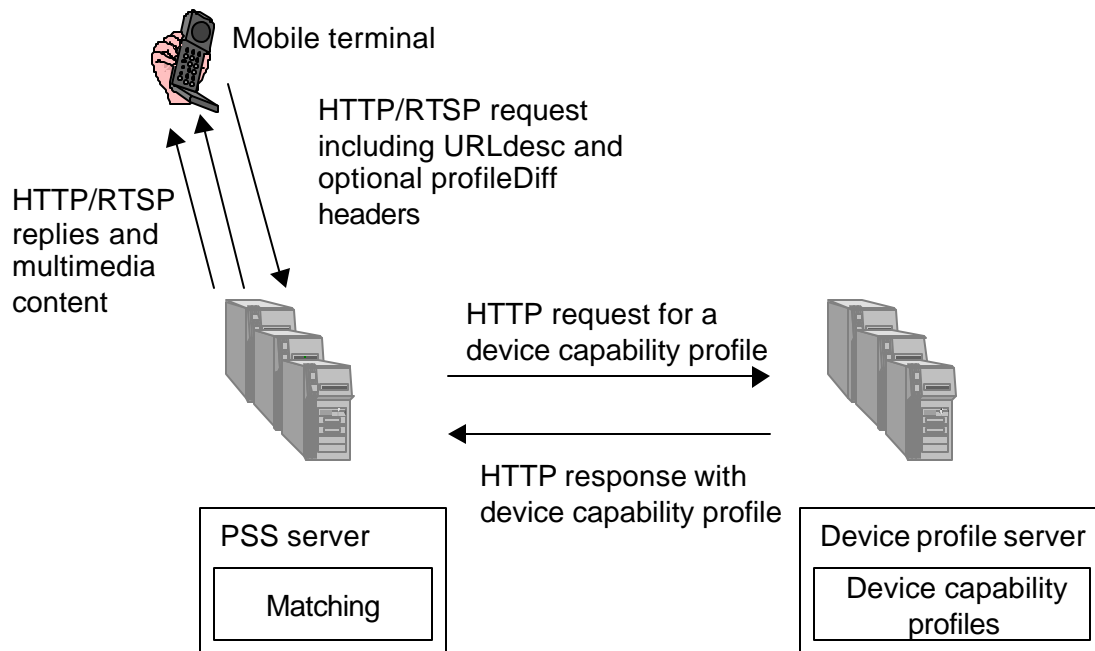 Mobile terminal
HTTP/RTSP request
including URLdesc and
optional profileDiff
headers
HTTP/RTSP
replies and
multimedia
content
HTTP request for a
device capability profile
HTTP response with
device capability profile
PSS server
Matching
Device profile server
Device capability
profiles